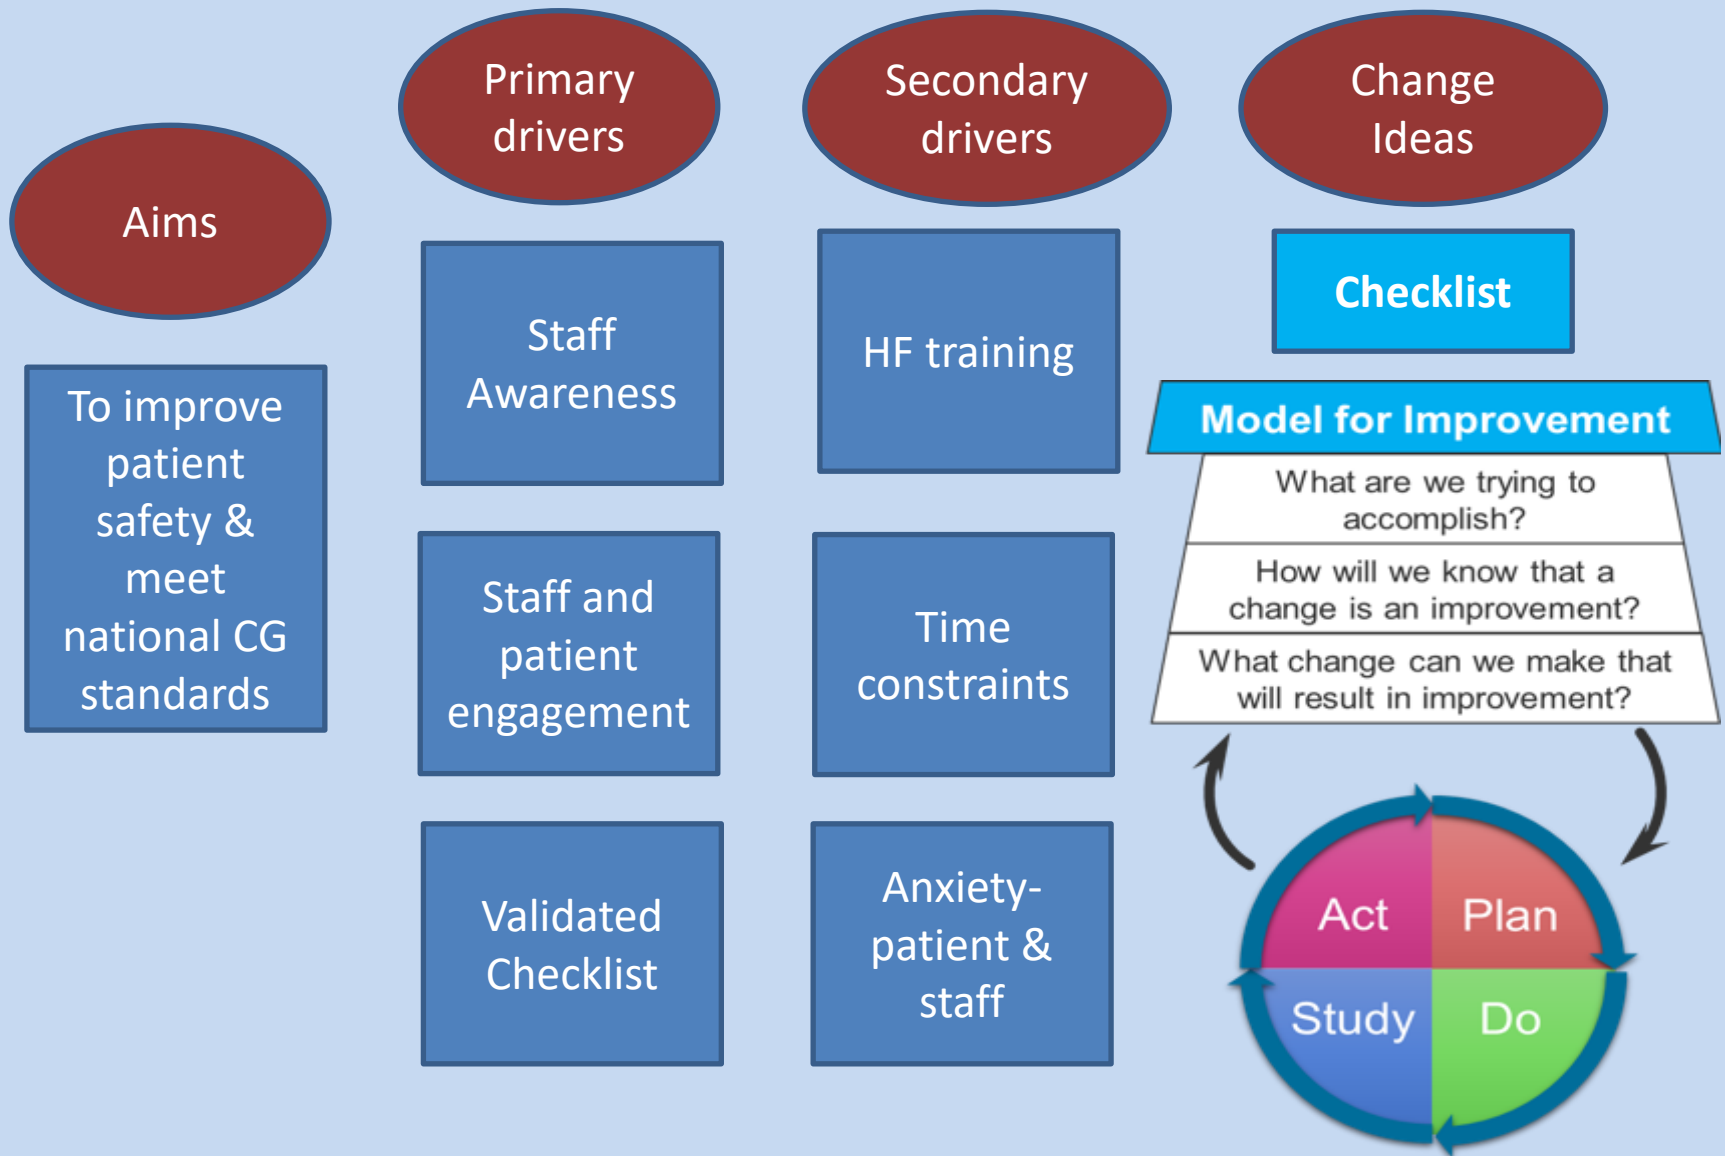 Aims
To improve
patient
safety &
meet
national CG
standards
Primary
drivers
Staff
Awareness
Staff and
patient
engagement
Validated
Checklist
Secondary
drivers
HF training
Time
constraints
Anxiety-
patient &
staff
Change
Ideas
Checklist
Model for Improvement
What are we trying to
accomplish?
How will we know that a
change is an improvement?
What change can we make that
will result in improvement?
Act
Plan
Study
Do